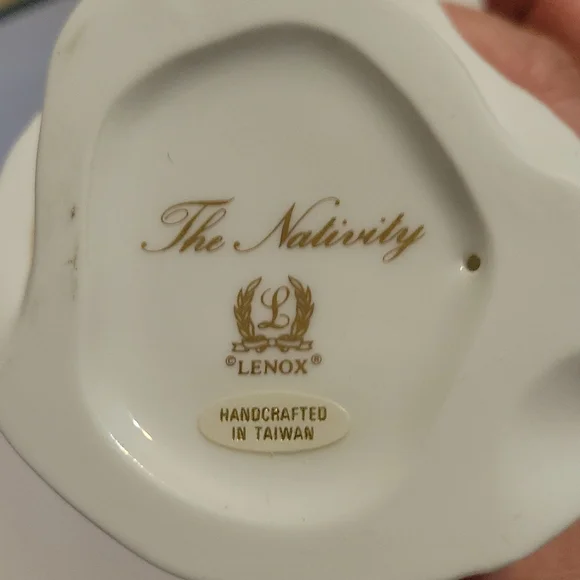 The Nativity
L
©LENOX®
HANDCRAFTED
IN TAIWAN